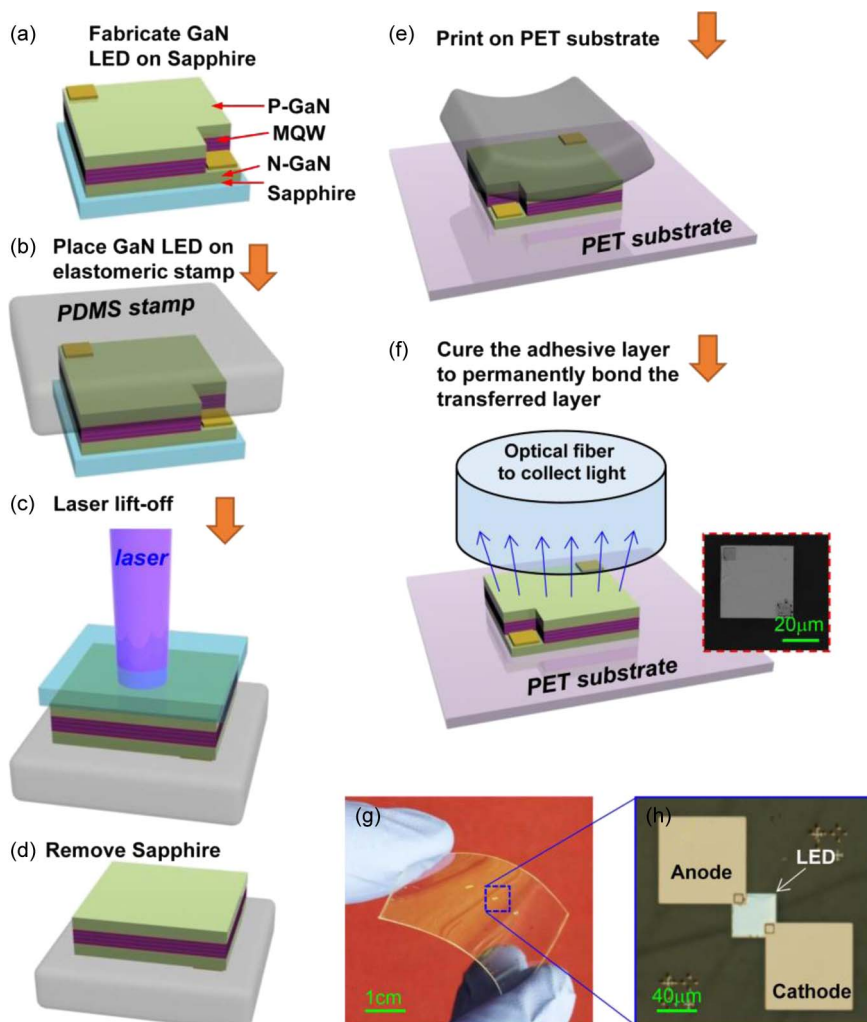 (a)
Fabricate GaN
LED on Sapphire
P-GaN
MQW
N-GaN
Sapphire
(b)
Place GaN LED on
elastomeric stamp
PDMS stamp
(c)
Laser lift-off
laser
(d)
Remove Sapphire
(e)
Print on PET substrate
PET substrate
(f)
Cure the adhesive layer
to permanently bond the
transferred layer
Optical fiber
to collect light
20μm
PET substrate
(g)
1cm
(h)
LED
Anode
Cathode
40μm